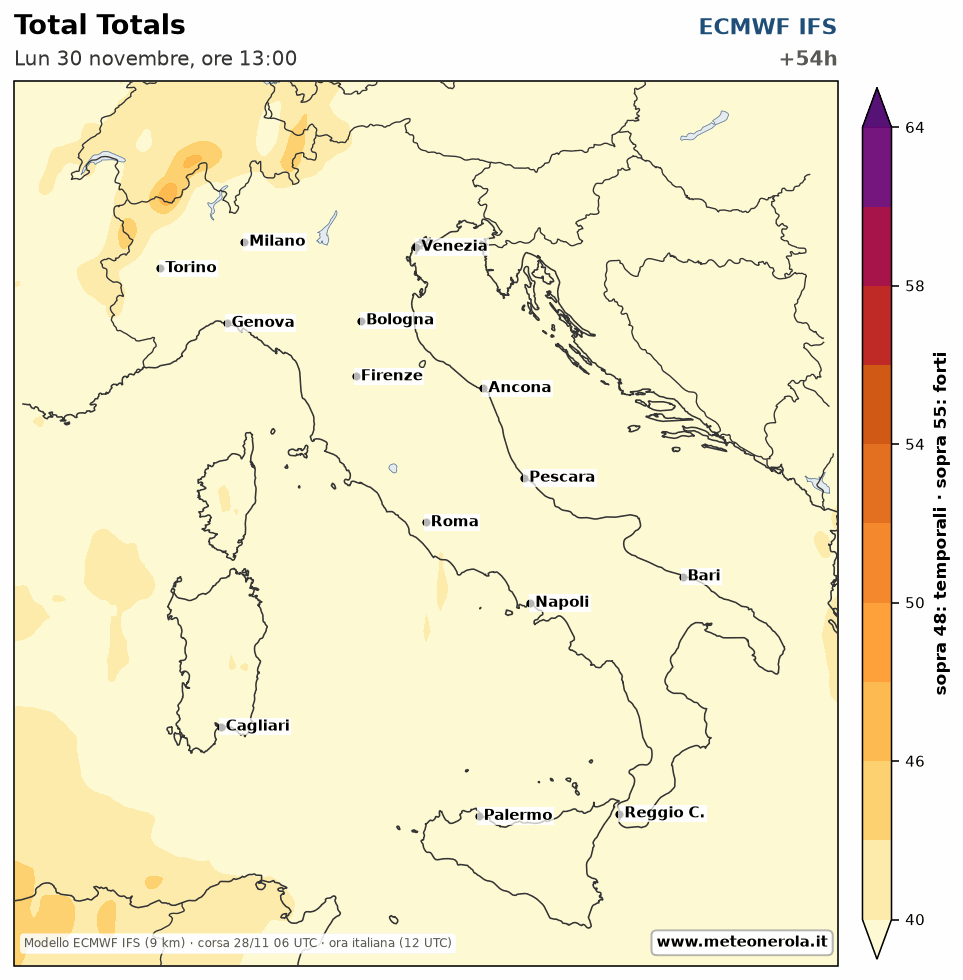 Total Totals
ECMWF IFS
Lun 30 novembre, ore 13:00
+54h
Milano
Venezia
Torino
Genova
Bologna
Firenze
Ancona
Pescara
Roma
Bari
Napoli
Cagliari
Palermo
Reggio C.
64
58
54
50
46
40
sopra 48: temporali · sopra 55: forti
Modello ECMWF IFS (9 km) · corsa 28/11 06 UTC · ora italiana (12 UTC)
www.meteonerola.it